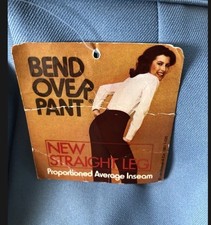 BEND
OVER
PANT
NEW
STRAIGHT LEG
Proportioned Average Inseam